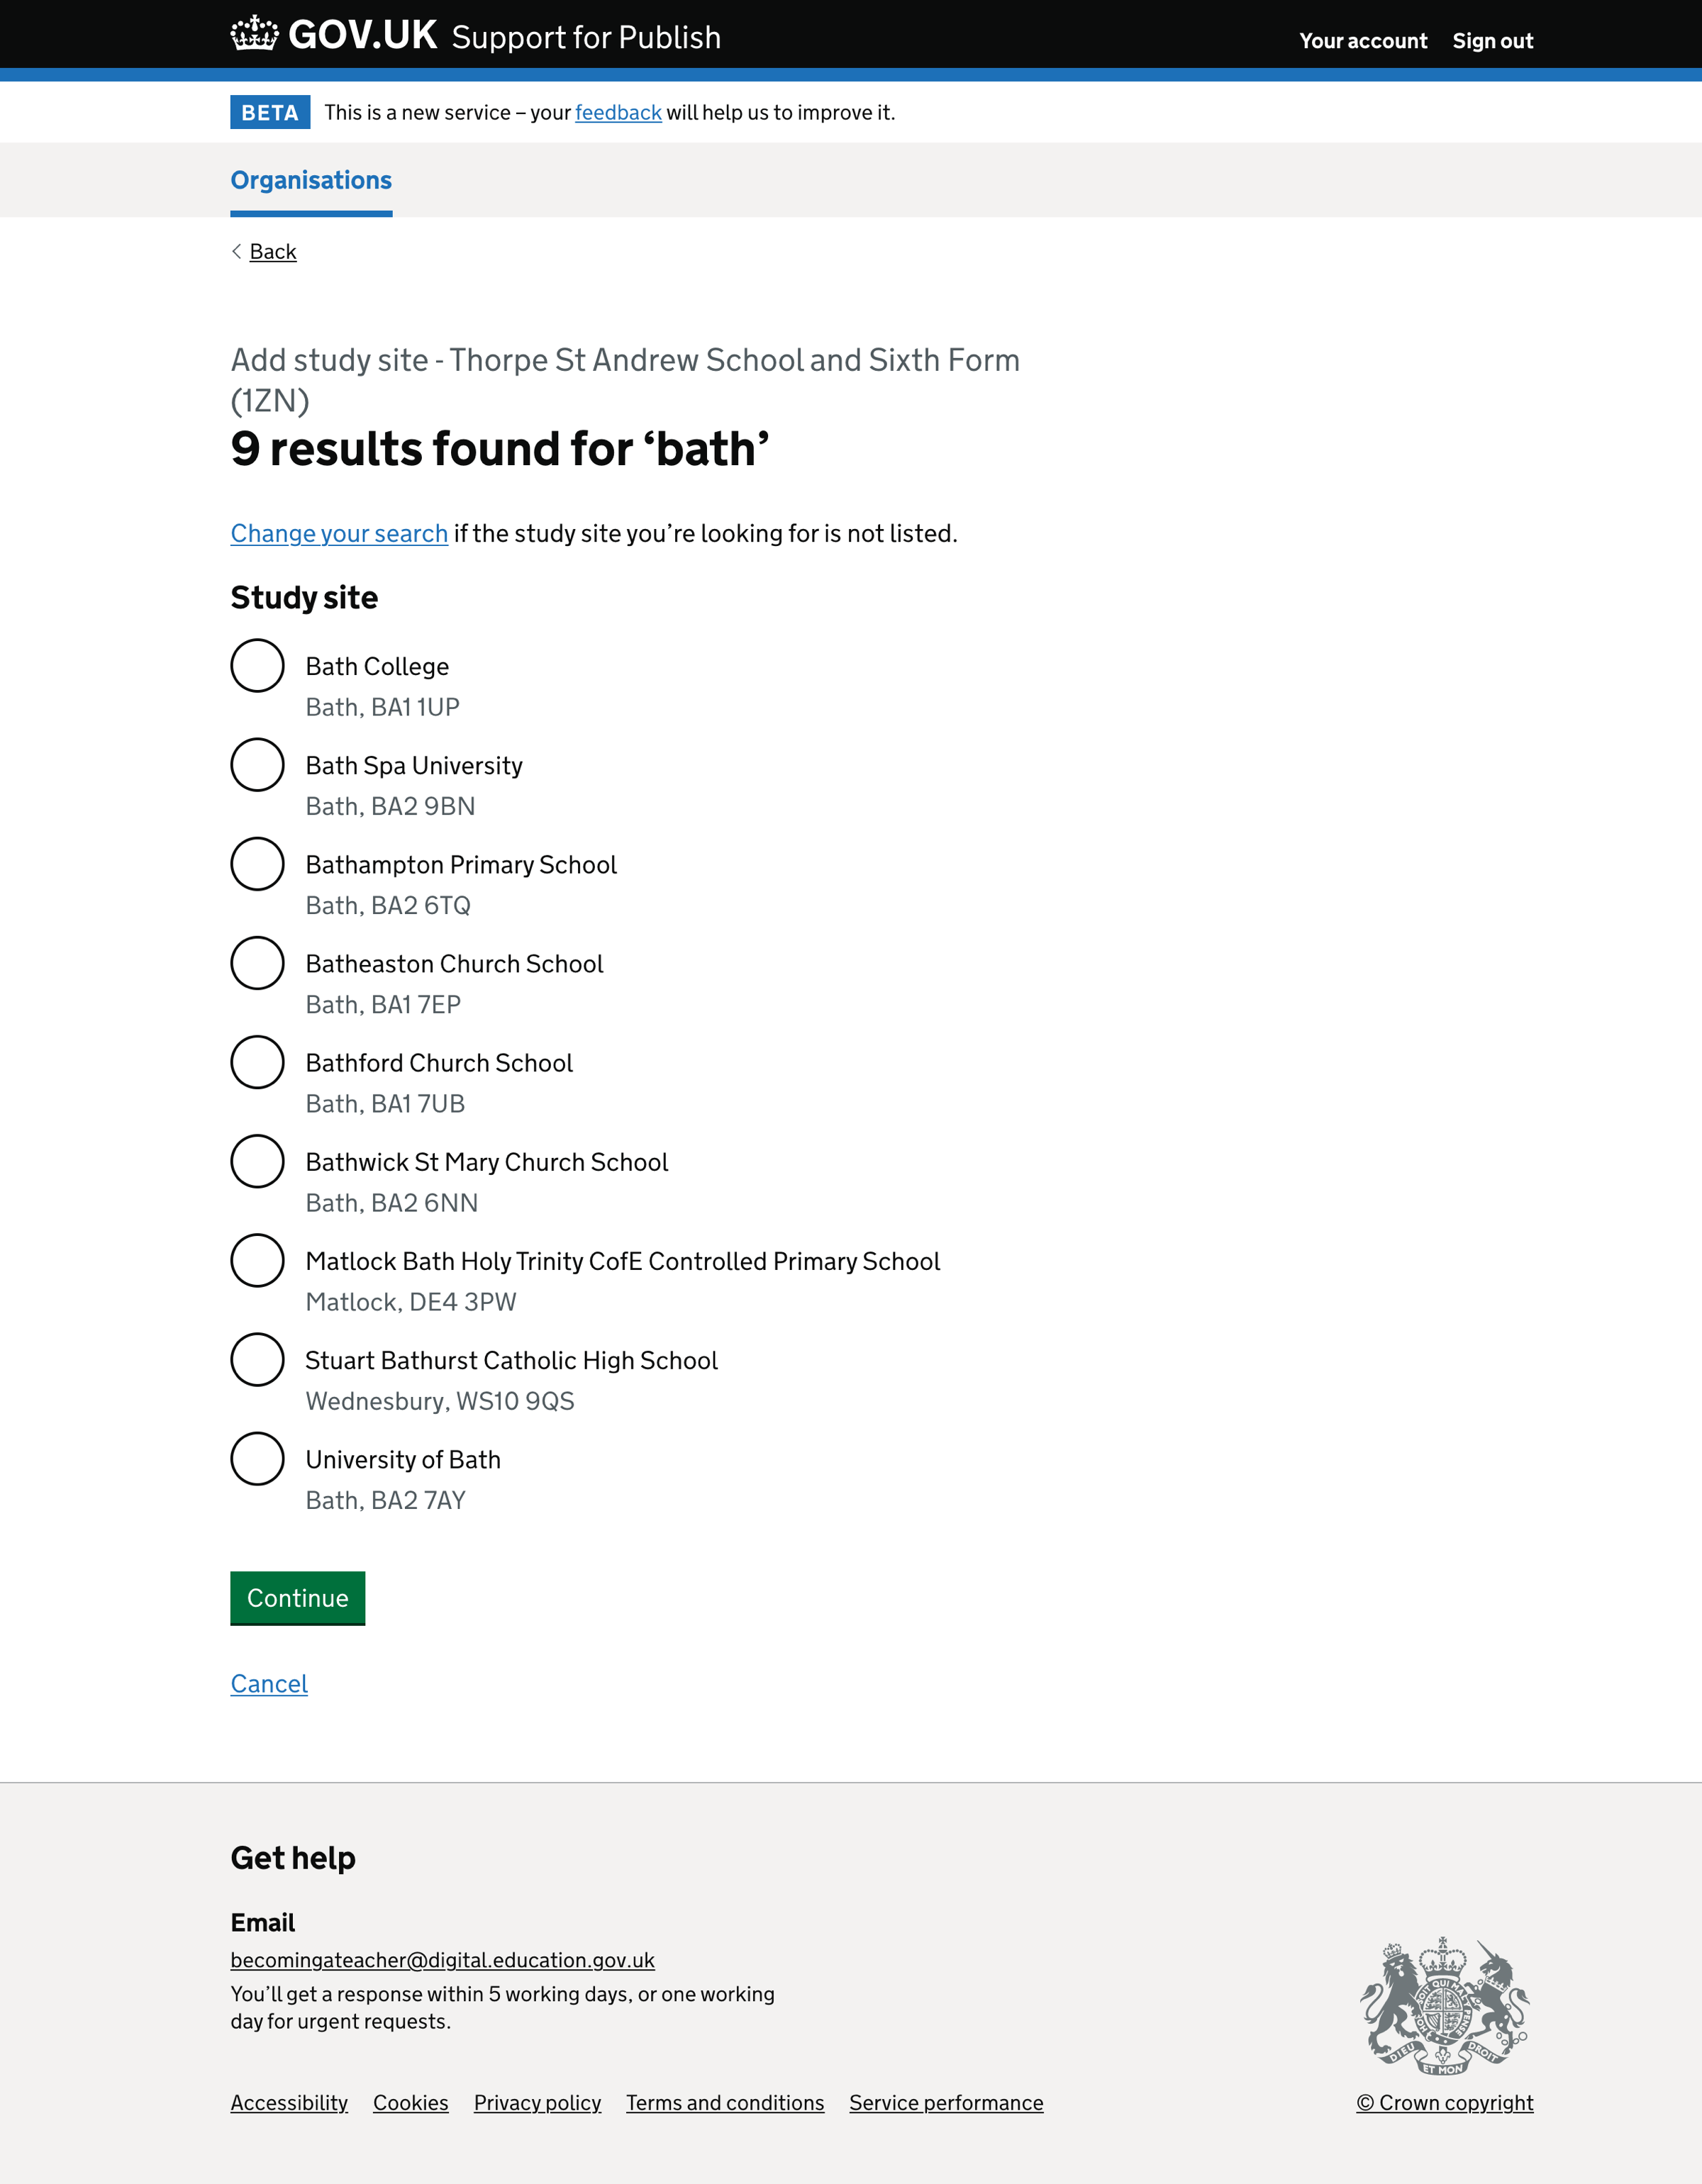 GOV.UK Support for Publish
Your account Sign out
BETA This is a new service – your feedback will help us to improve it.
Organisations
Back
Add study site - Thorpe St Andrew School and Sixth Form
(1ZN)
9 results found for ‘bath’
Change your search if the study site you’re looking for is not listed.
Study site
Bath College
Bath, BA1 1UP
Bath Spa University
Bath, BA2 9BN
Bathampton Primary School
Bath, BA2 6TQ
Batheaston Church School
Bath, BA1 7EP
Bathford Church School
Bath, BA1 7UB
Bathwick St Mary Church School
Bath, BA2 6NN
Matlock Bath Holy Trinity CofE Controlled Primary School
Matlock, DE4 3PW
Stuart Bathurst Catholic High School
Wednesbury, WS10 9QS
University of Bath
Bath, BA2 7AY
Continue
Cancel
Get help
Email
becomingateacher@digital.education.gov.uk
You’ll get a response within 5 working days, or one working
day for urgent requests.
DIEU ET MON DROIT
Accessibility Cookies Privacy policy Terms and conditions Service performance
© Crown copyright